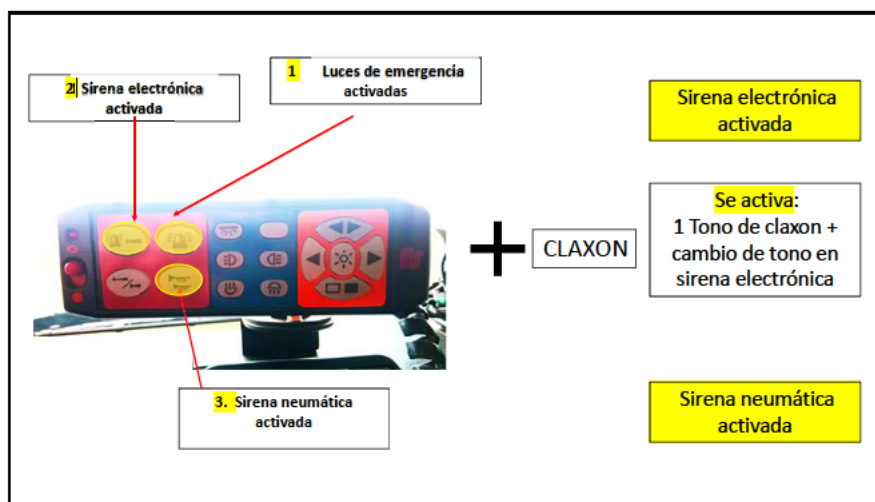 1 Luces de emergencia
activadas
2 Sirena electrónica
activada
3. Sirena neumática
activada
CLAXON
Sirena electrónica
activada
Se activa:
1 Tono de claxon +
cambio de tono en
sirena electrónica
Sirena neumática
activada